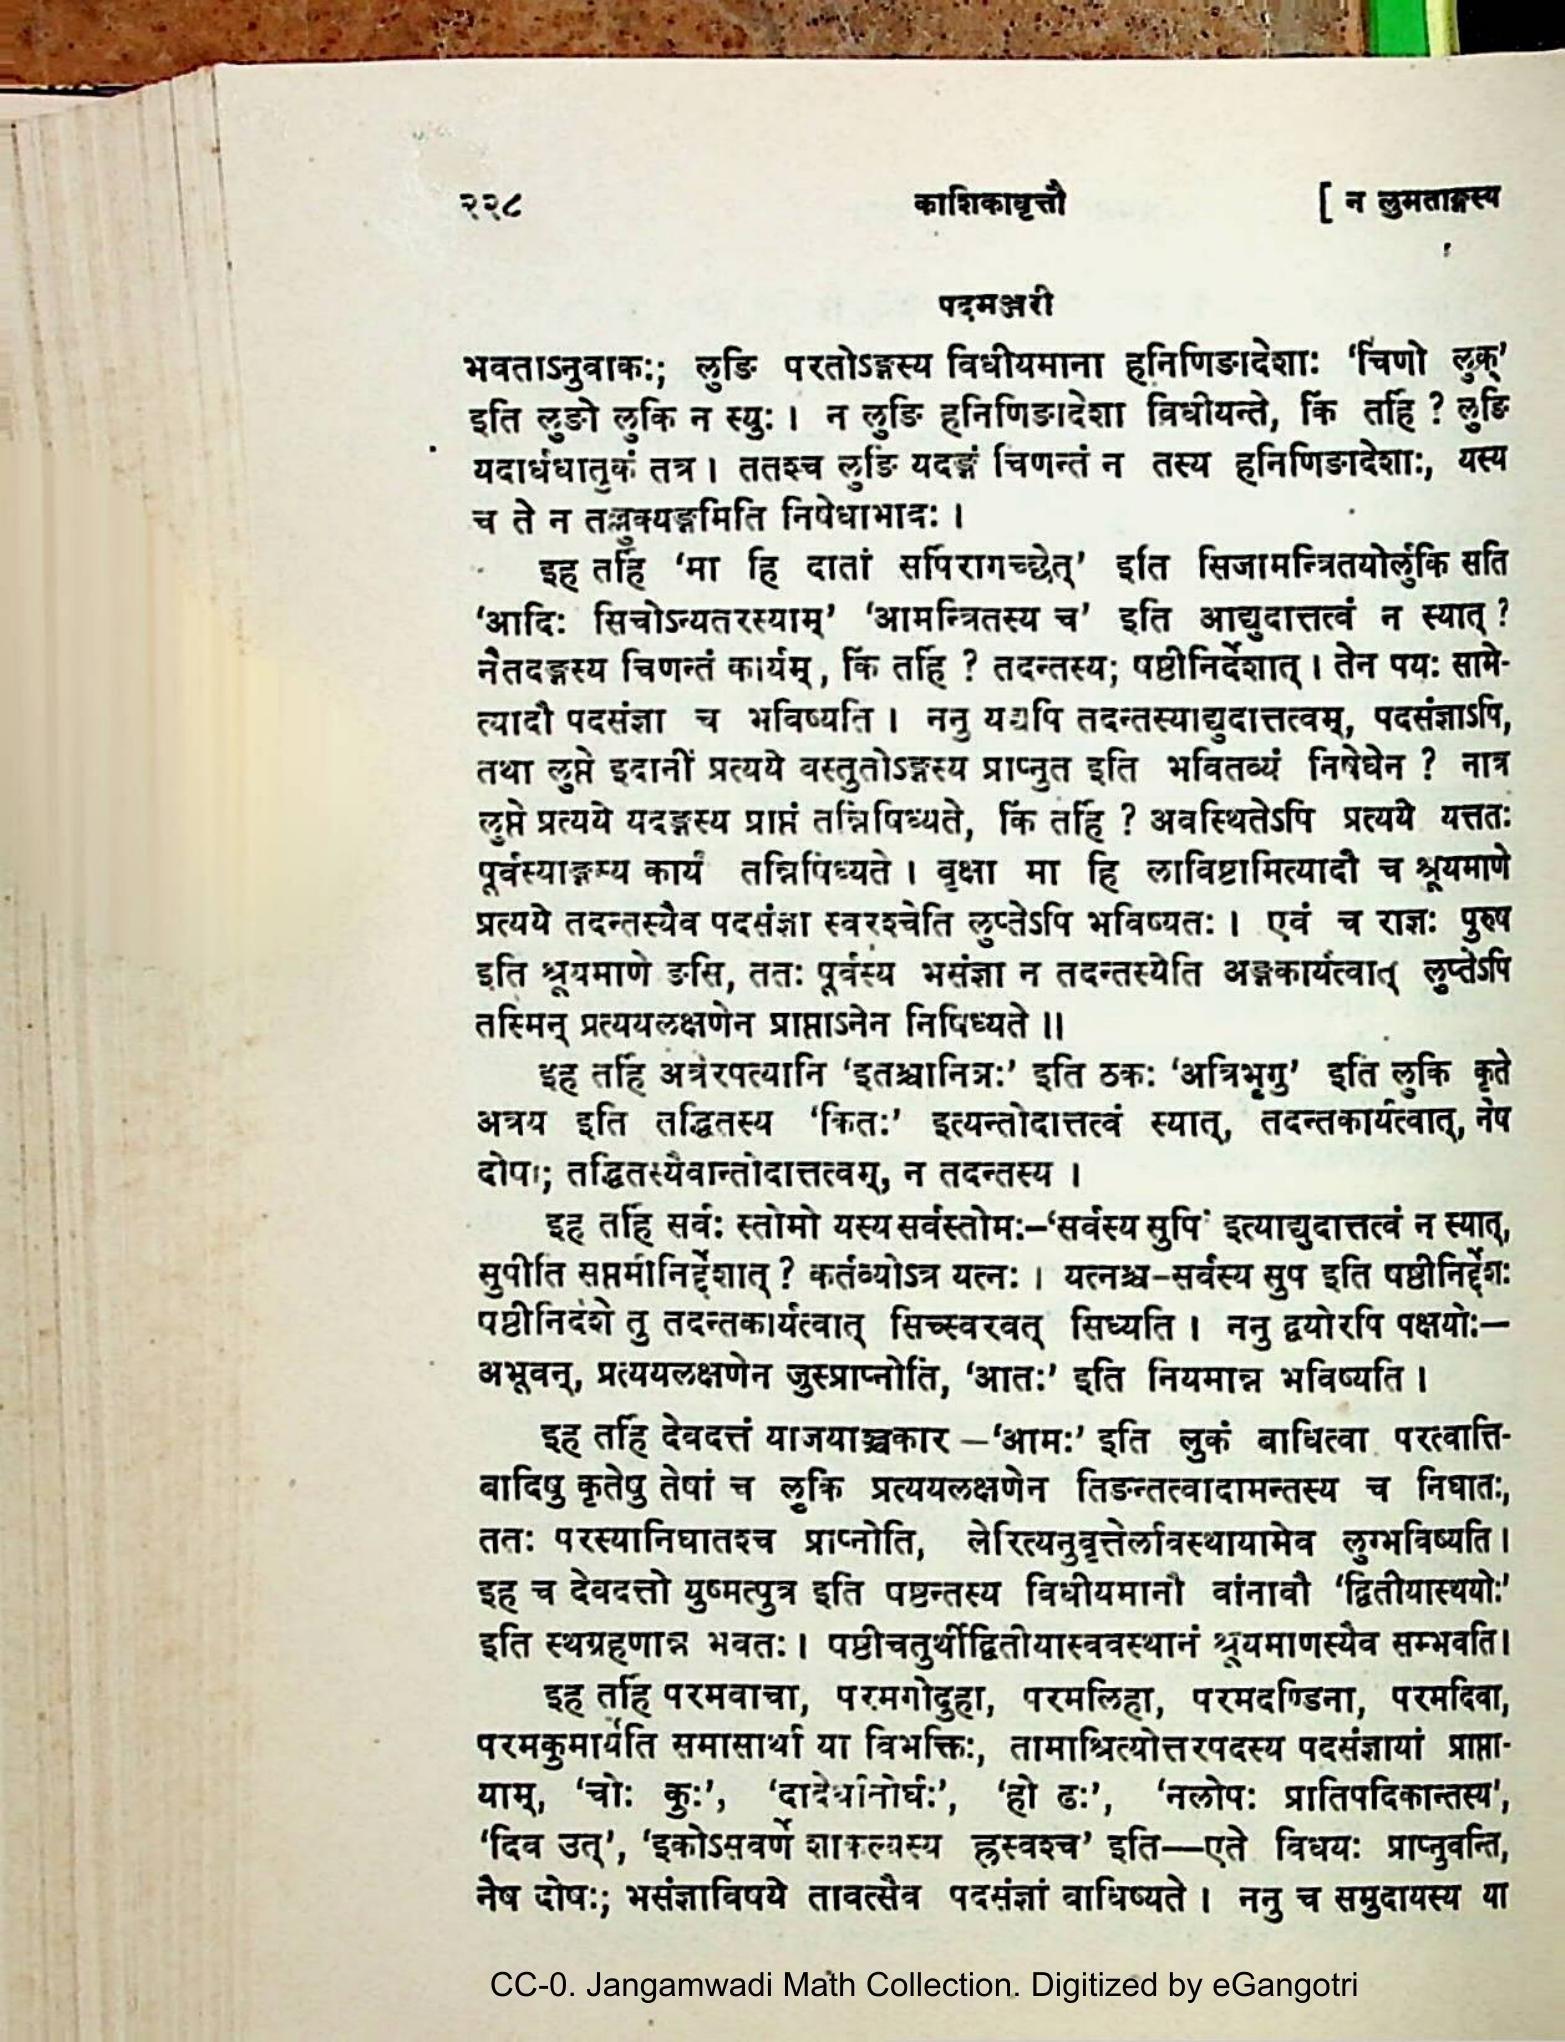 २२८ काशिकावृत्तौ [ न लुमताङ्गस्य
पदमञ्जरी
भवताऽनुवाकः; लुङि परतोऽङ्गस्य विधीयमाना हनिणिङादेशाः 'चिणो लुक्'
इति लुङो लुकि न स्युः । न लुङि हनिणिङादेशा विधीयन्ते, किं तर्हि ? लुङि
यदार्धधातुकं तत्र । ततश्च लुङि यदङ्गं चिणन्तं न तस्य हनिणिङादेशाः, यस्य
च ते न तल्लुक्यङ्गमिति निषेधाभावः ।
इह तर्हि 'मा हि दातां सर्पिरागच्छेत्' इति सिजामन्त्रितयोर्लुकि सति
'आदिः सिचोऽन्यतरस्याम्' 'आमन्त्रितस्य च' इति आद्युदात्तत्वं न स्यात् ?
नैतदङ्गस्य चिणन्तं कार्यम्, किं तर्हि ? तदन्तस्य; षष्ठीनिर्देशात् । तेन पयः सामे-
त्यादौ पदसंज्ञा च भविष्यति । ननु यद्यपि तदन्तस्याद्युदात्तत्वम्, पदसंज्ञाऽपि,
तथा लुप्ते इदानीं प्रत्यये वस्तुतोऽङ्गस्य प्राप्नुत इति भवितव्यं निषेधेन ? नात्र
लुप्ते प्रत्यये यदङ्गस्य प्राप्तं तन्निषिध्यते, किं तर्हि ? अवस्थितेऽपि प्रत्यये यत्ततः
पूर्वस्याङ्गस्य कार्यं तन्निषिध्यते । वृक्षा मा हि लाविष्टामित्यादौ च श्रूयमाणे
प्रत्यये तदन्तस्यैव पदसंज्ञा स्वरश्चेति लुप्तेऽपि भविष्यतः । एवं च राज्ञः पुरुष
इति श्रूयमाणे ङसि, ततः पूर्वस्य भसंज्ञा न तदन्तस्येति अङ्गकार्यत्वात् लुप्तेऽपि
तस्मिन् प्रत्ययलक्षणेन प्राप्ताऽनेन निषिध्यते ॥
इह तर्हि अत्रेरपत्यानि 'इतश्चानिञः' इति ठकः 'अत्रिभृगु' इति लुकि कृते
अत्रय इति तद्धितस्य 'कितः' इत्यन्तोदात्तत्वं स्यात्, तदन्तकार्यत्वात्, नेष
दोषः; तद्धितस्यैवान्तोदात्तत्वम्, न तदन्तस्य ।
इह तर्हि सर्वः स्तोमो यस्य सर्वस्तोमः–'सर्वस्य सुपि' इत्याद्युदात्तत्वं न स्यात्,
सुपीति सप्तमीनिर्द्देशात् ? कर्तव्योऽत्र यत्नः । यत्नश्च–सर्वस्य सुप इति षष्ठीनिर्द्देशः
षष्ठीनिर्दशे तु तदन्तकार्यत्वात् सिच्स्वरवत् सिध्यति । ननु द्वयोरपि पक्षयोः—
अभूवन्, प्रत्ययलक्षणेन जुस्प्राप्नोति, 'आतः' इति नियमान्न भविष्यति ।
इह तर्हि देवदत्तं याजयाञ्चकार –'आमः' इति लुकं बाधित्वा परत्वात्ति-
बादिषु कृतेषु तेषां च लुकि प्रत्ययलक्षणेन तिङन्तत्वादामन्तस्य च निघातः,
ततः परस्यानिघातश्च प्राप्नोति, लेरित्यनुवृत्तेर्लावस्थायामेव लुग्भविष्यति ।
इह च देवदत्तो युष्मत्पुत्र इति षष्ठन्तस्य विधीयमानौ वांनावौ 'द्वितीयास्थयोः'
इति स्थग्रहणान्न भवतः । षष्ठीचतुर्थीद्वितीयास्ववस्थानं श्रूयमाणस्यैव सम्भवति ।
इह तर्हि परमवाचा, परमगोदुहा, परमलिहा, परमदण्डिना, परमदिवा,
परमकुमार्येति समासार्था या विभक्तिः, तामाश्रित्योत्तरपदस्य पदसंज्ञायां प्राप्ता-
याम्, 'चोः कुः', 'दादेर्धातोर्घः', 'हो ढः', 'नलोपः प्रातिपदिकान्तस्य',
'दिव उत्', 'इकोऽसवर्णे शाकल्यस्य ह्रस्वश्च' इति—एते विधयः प्राप्नुवन्ति,
नैष दोषः; भसंज्ञाविषये तावत्सैव पदसंज्ञां बाधिष्यते । ननु च समुदायस्य या
CC-0. Jangamwadi Math Collection. Digitized by eGangotri